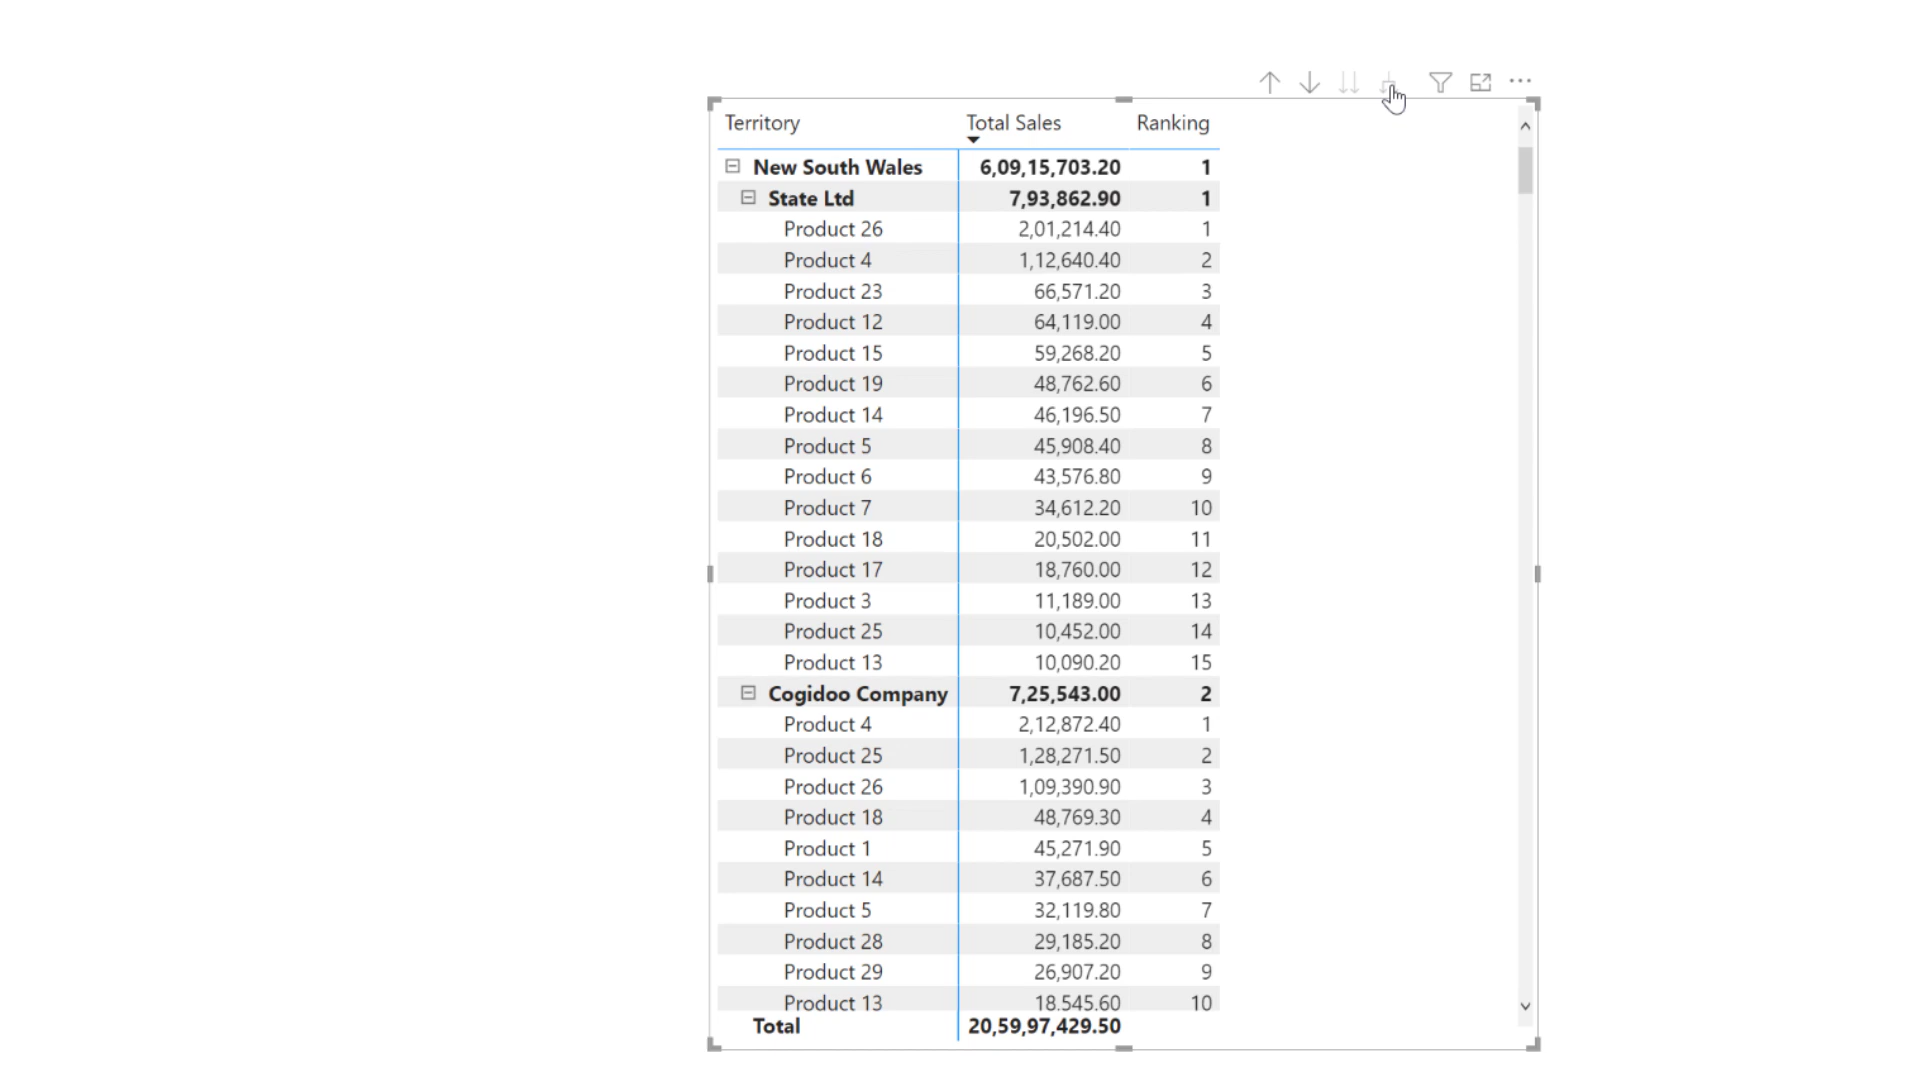 Territory Total Sales Ranking
New South Wales 6,09,15,703.20 1
State Ltd 7,93,862.90 1
Product 26 2,01,214.40 1
Product 4 1,12,640.40 2
Product 23 66,571.20 3
Product 12 64,119.00 4
Product 15 59,268.20 5
Product 19 48,762.60 6
Product 14 46,196.50 7
Product 5 45,908.40 8
Product 6 43,576.80 9
Product 7 34,612.20 10
Product 18 20,502.00 11
Product 17 18,760.00 12
Product 3 11,189.00 13
Product 25 10,452.00 14
Product 13 10,090.20 15
Cogidoo Company 7,25,543.00 2
Product 4 2,12,872.40 1
Product 25 1,28,271.50 2
Product 26 1,09,390.90 3
Product 18 48,769.30 4
Product 1 45,271.90 5
Product 14 37,687.50 6
Product 5 32,119.80 7
Product 28 29,185.20 8
Product 29 26,907.20 9
Product 13 18,545.60 10
Total 20,59,97,429.50